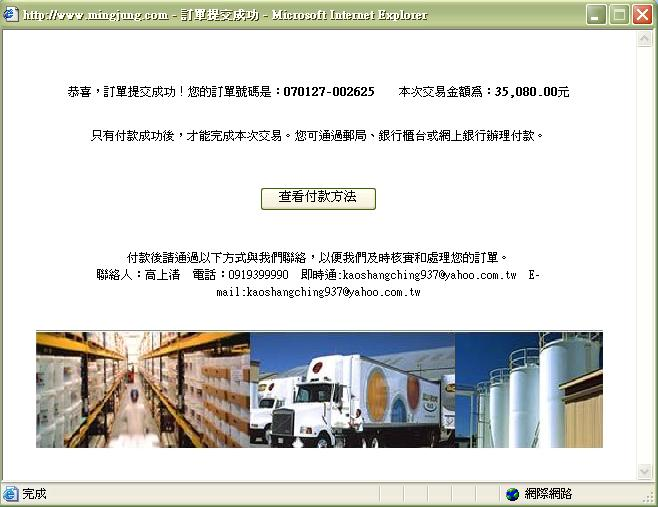 http://www.mingjung.com - 訂單提交成功 - Microsoft Internet Explorer
恭喜，訂單提交成功！您的訂單號碼是：070127-002625 本次交易金額為：35,080.00元
只有付款成功後，才能完成本次交易。您可通過郵局、銀行櫃台或網上銀行辦理付款。
查看付款方法
付款後請通過以下方式與我們聯絡，以便我們及時核實和處理您的訂單。
聯絡人：高上清 電話：0919399990 即時通:kaoshangching937@yahoo.com.tw E-
mail:kaoshangching937@yahoo.com.tw
完成 網際網路